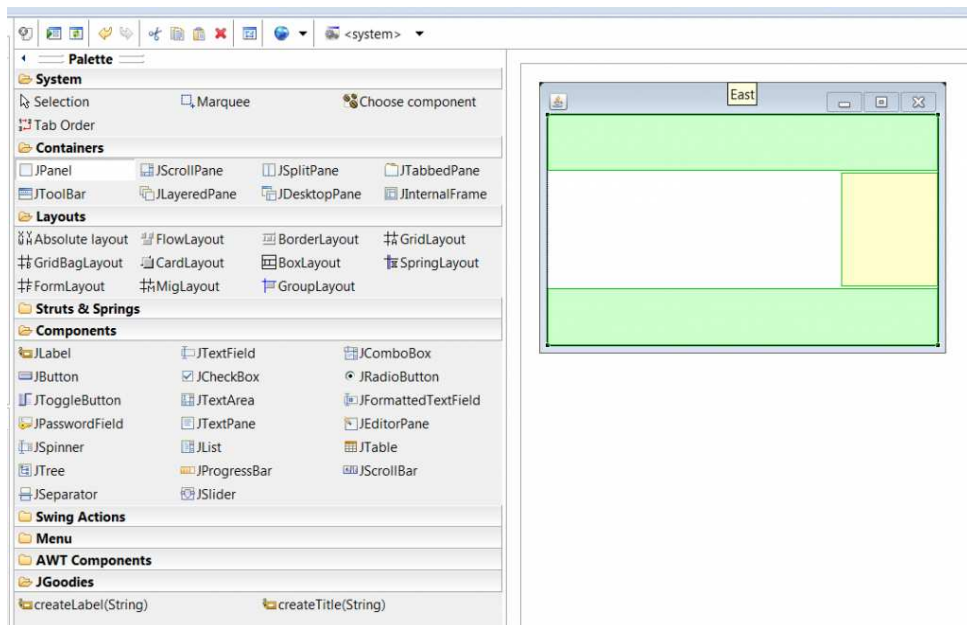 <system>
Palette
System
Selection Marquee Choose component
Tab Order
Containers
JPanel JScrollPane JSplitPane JTabbedPane
JToolBar JLayeredPane JDesktopPane JInternalFrame
Layouts
Absolute layout FlowLayout BorderLayout GridLayout
GridBagLayout CardLayout BoxLayout SpringLayout
FormLayout MigLayout GroupLayout
Struts & Springs
Components
JLabel JTextField JComboBox
JButton JCheckBox JRadioButton
JToggleButton JTextArea JFormattedTextField
JPasswordField JTextPane JEditorPane
JSpinner JList JTable
JTree JProgressBar JScrollBar
JSeparator JSlider
Swing Actions
Menu
AWT Components
JGoodies
createLabel(String) createTitle(String)
East